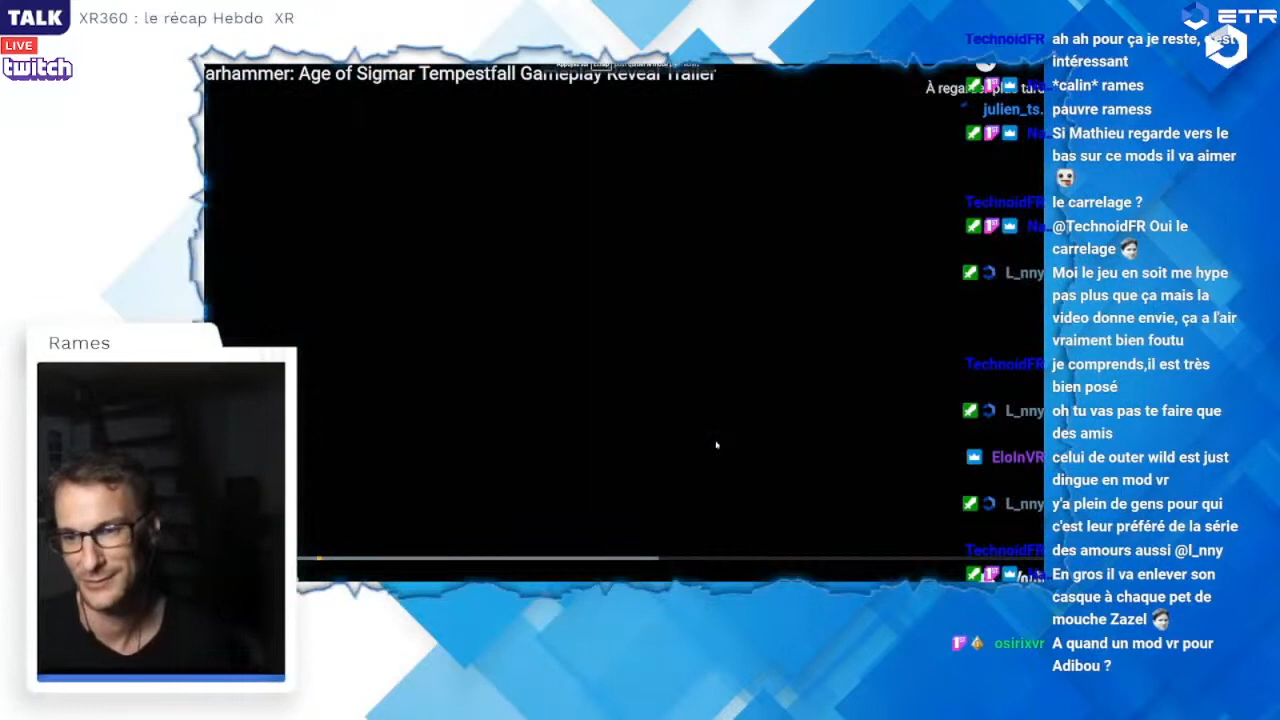 TALK
XR360 : le récap Hebdo XR
LIVE
twitch
ETR
arhammer: Age of Sigmar Tempestfall Gameplay Reveal Trailer
À regarder plus tard
Rames
TechnoidFR ah ah pour ça je reste, c'est
intéressant
*calin* rames
julien_ts. pauvre ramess
Na Si Mathieu regarde vers le
bas sur ce mods il va aimer
TechnoidFR le carrelage ?
Na @TechnoidFR Oui le
carrelage
L_nny Moi le jeu en soit me hype
pas plus que ça mais la
video donne envie, ça a l'air
vraiment bien foutu
TechnoidFR je comprends,il est très
bien posé
L_nny oh tu vas pas te faire que
des amis
EloInVR celui de outer wild est just
dingue en mod vr
L_nny y'a plein de gens pour qui
c'est leur préféré de la série
TechnoidFR des amours aussi @l_nny
En gros il va enlever son
casque à chaque pet de
mouche Zazel
osirixvr A quand un mod vr pour
Adibou ?